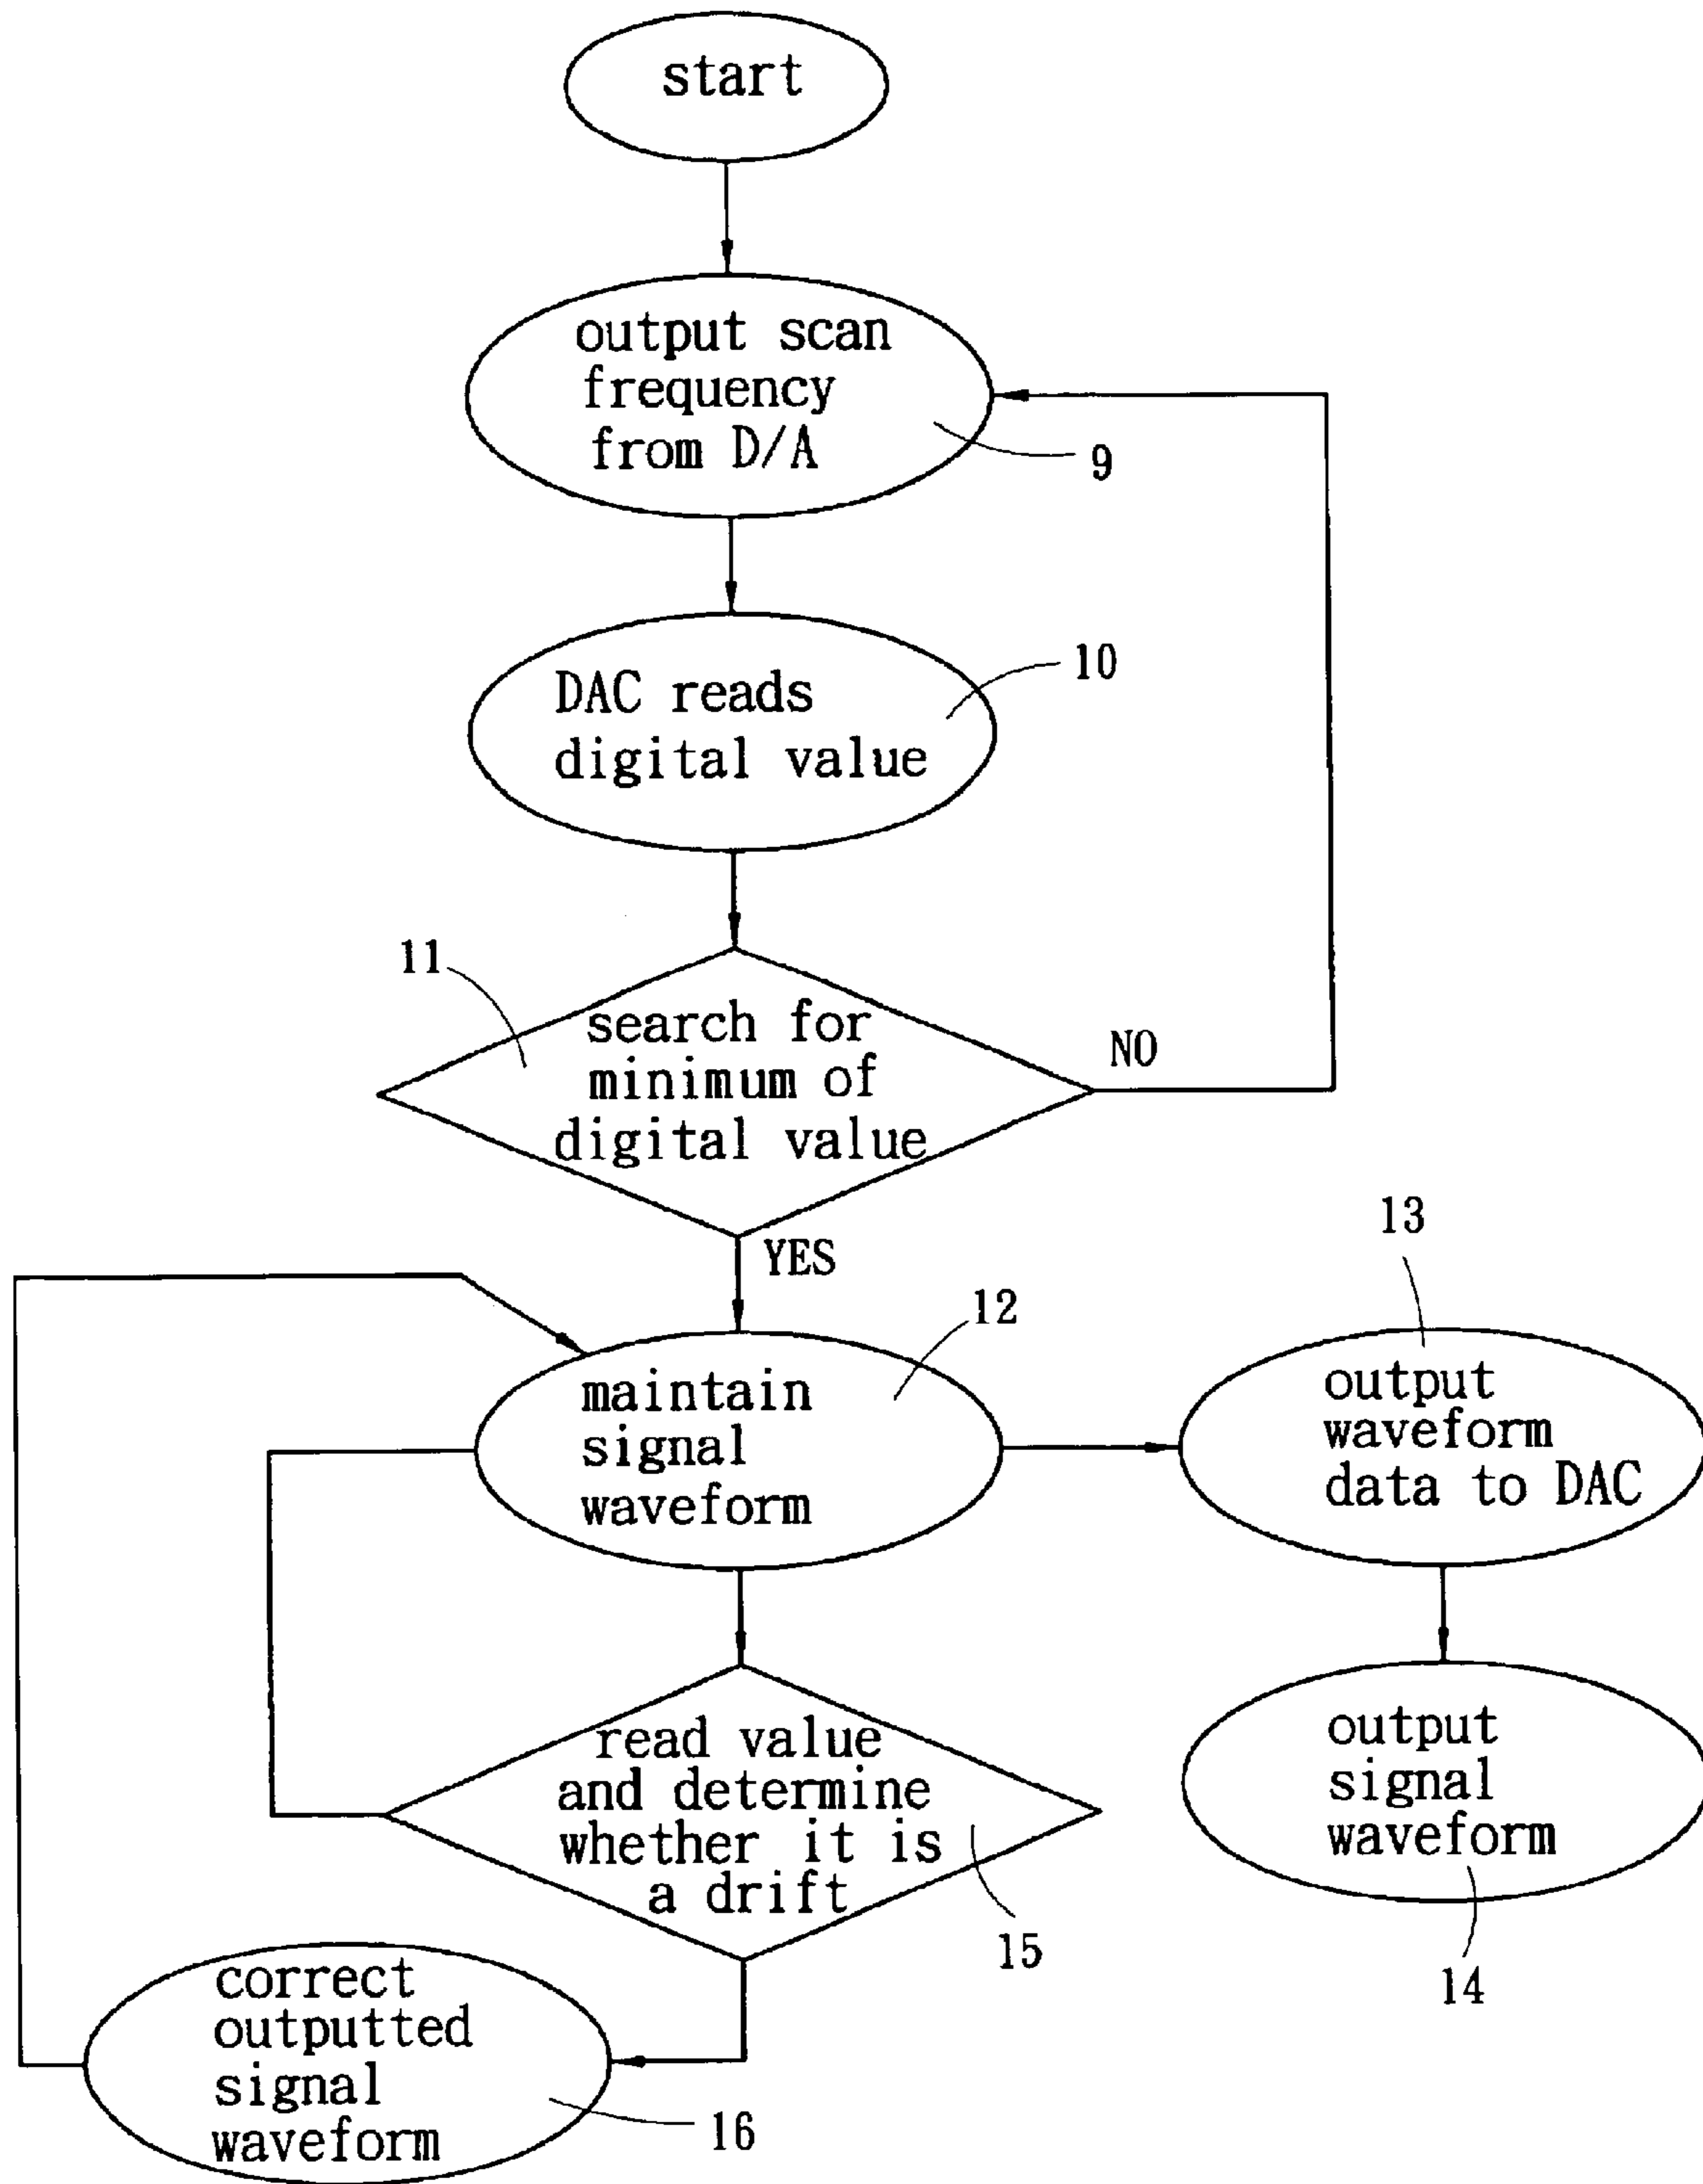 start
output scan
frequency
from D/A
9
DAC reads
digital value
10
11
search for
minimum of
digital value
NO
YES
12
maintain
signal
waveform
13
output
waveform
data to DAC
output
signal
waveform
14
read value
and determine
whether it is
a drift
15
correct
outputted
signal
waveform
16